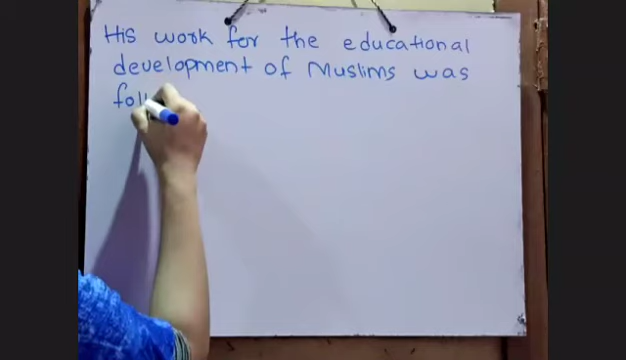 His work for the educational
development of Muslims was